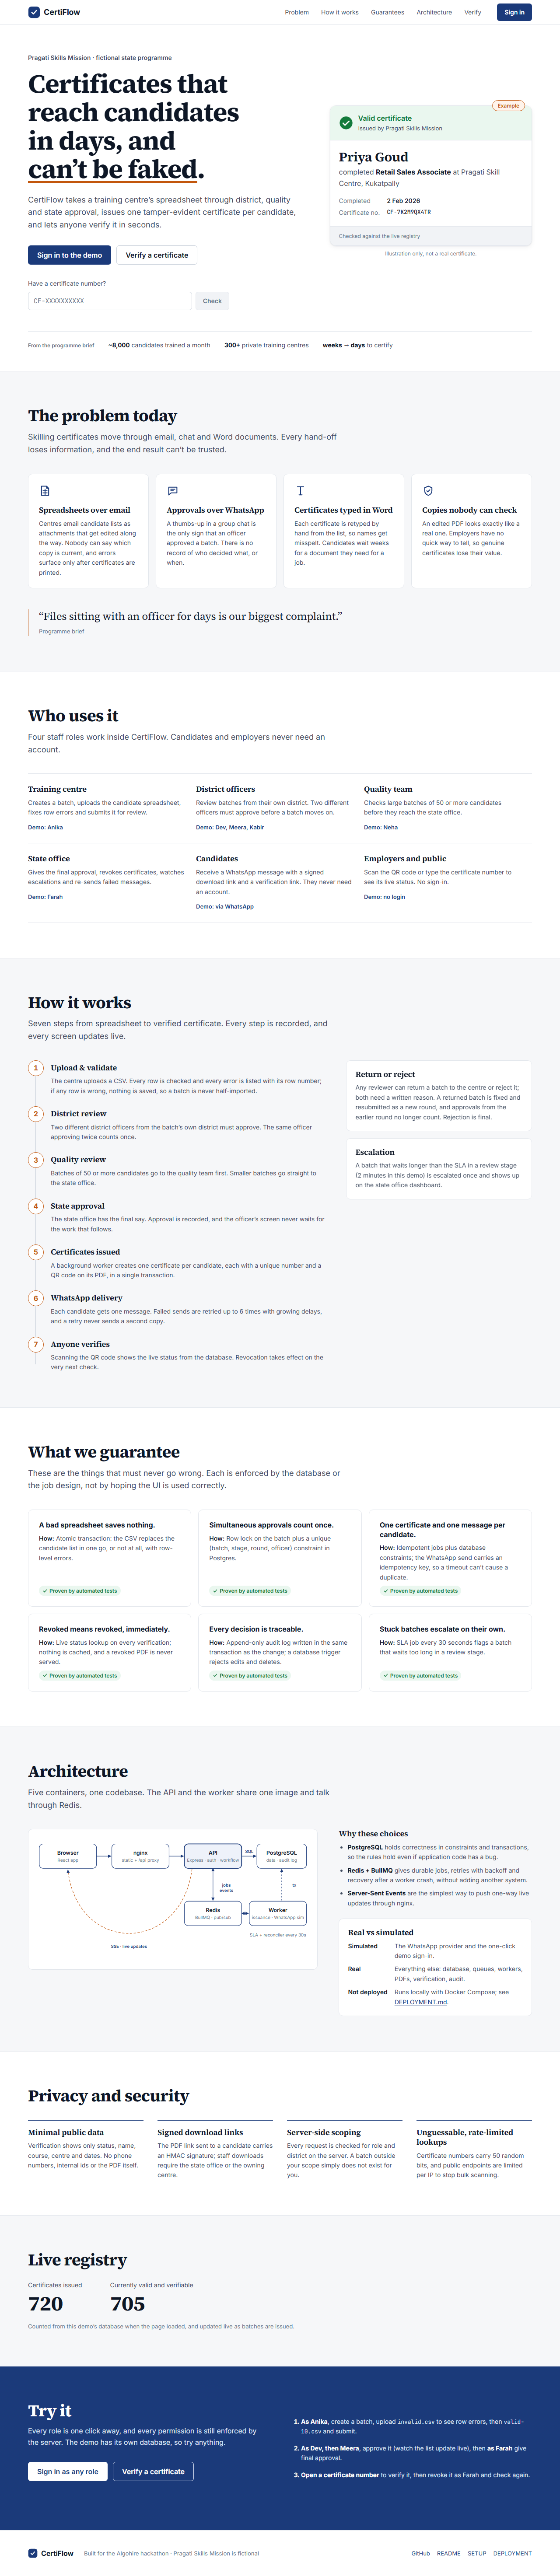 CertiFlow
Problem
How it works
Guarantees
Architecture
Verify
Sign in
Pragati Skills Mission · fictional state programme
Certificates that
reach candidates
in days, and
can't be faked.
CertiFlow takes a training centre's spreadsheet through district, quality
and state approval, issues one tamper-evident certificate per candidate,
and lets anyone verify it in seconds.
Sign in to the demo
Verify a certificate
Have a certificate number?
CF-XXXXXXXXXX
Check
Example
Valid certificate
Issued by Pragati Skills Mission
Priya Goud
completed Retail Sales Associate at Pragati Skill
Centre, Kukatpally
Completed 2 Feb 2026
Certificate no. CF-7K2M9QX4TR
Checked against the live registry
Illustration only, not a real certificate.
From the programme brief
~8,000 candidates trained a month
300+ private training centres
weeks → days to certify
The problem today
Skilling certificates move through email, chat and Word documents. Every hand-off
loses information, and the end result can't be trusted.
Spreadsheets over email
Centres email candidate lists as
attachments that get edited along
the way. Nobody can say which
copy is current, and errors
surface only after certificates are
printed.
Approvals over WhatsApp
A thumbs-up in a group chat is
the only sign that an officer
approved a batch. There is no
record of who decided what, or
when.
Certificates typed in Word
Each certificate is retyped by
hand from the list, so names get
misspelt. Candidates wait weeks
for a document they need for a
job.
Copies nobody can check
An edited PDF looks exactly like a
real one. Employers have no
quick way to tell, so genuine
certificates lose their value.
“Files sitting with an officer for days is our biggest complaint.”
Programme brief
Who uses it
Four staff roles work inside CertiFlow. Candidates and employers never need an
account.
Training centre
Creates a batch, uploads the candidate spreadsheet,
fixes row errors and submits it for review.
Demo: Anika
District officers
Review batches from their own district. Two different
officers must approve before a batch moves on.
Demo: Dev, Meera, Kabir
Quality team
Checks large batches of 50 or more candidates
before they reach the state office.
Demo: Neha
State office
Gives the final approval, revokes certificates, watches
escalations and re-sends failed messages.
Demo: Farah
Candidates
Receive a WhatsApp message with a signed
download link and a verification link. They never need
an account.
Demo: via WhatsApp
Employers and public
Scan the QR code or type the certificate number to
see its live status. No sign-in.
Demo: no login
How it works
Seven steps from spreadsheet to verified certificate. Every step is recorded, and
every screen updates live.
1 Upload & validate
The centre uploads a CSV. Every row is checked and every error is listed with its row number;
if any row is wrong, nothing is saved, so a batch is never half-imported.
2 District review
Two different district officers from the batch's own district must approve. The same officer
approving twice counts once.
3 Quality review
Batches of 50 or more candidates go to the quality team first. Smaller batches go straight to
the state office.
4 State approval
The state office has the final say. Approval is recorded, and the officer's screen never waits for
the work that follows.
5 Certificates issued
A background worker creates one certificate per candidate, each with a unique number and a
QR code on its PDF, in a single transaction.
6 WhatsApp delivery
Each candidate gets one message. Failed sends are retried up to 6 times with growing delays,
and a retry never sends a second copy.
7 Anyone verifies
Scanning the QR code shows the live status from the database. Revocation takes effect on the
very next check.
Return or reject
Any reviewer can return a batch to the centre or reject it;
both need a written reason. A returned batch is fixed and
resubmitted as a new round, and approvals from the
earlier round no longer count. Rejection is final.
Escalation
A batch that waits longer than the SLA in a review stage
(2 minutes in this demo) is escalated once and shows up
on the state office dashboard.
What we guarantee
These are the things that must never go wrong. Each is enforced by the database or
the job design, not by hoping the UI is used correctly.
A bad spreadsheet saves nothing.
How: Atomic transaction: the CSV replaces the
candidate list in one go, or not at all, with row-
level errors.
✓ Proven by automated tests
Simultaneous approvals count once.
How: Row lock on the batch plus a unique
(batch, stage, round, officer) constraint in
Postgres.
✓ Proven by automated tests
One certificate and one message per
candidate.
How: Idempotent jobs plus database
constraints; the WhatsApp send carries an
idempotency key, so a timeout can't cause a
duplicate.
✓ Proven by automated tests
Revoked means revoked, immediately.
How: Live status lookup on every verification;
nothing is cached, and a revoked PDF is never
served.
✓ Proven by automated tests
Every decision is traceable.
How: Append-only audit log written in the same
transaction as the change; a database trigger
rejects edits and deletes.
✓ Proven by automated tests
Stuck batches escalate on their own.
How: SLA job every 30 seconds flags a batch
that waits too long in a review stage.
✓ Proven by automated tests
Architecture
Five containers, one codebase. The API and the worker share one image and talk
through Redis.
Browser
React app
nginx
static + /api proxy
API
Express · auth · workflow
SQL
PostgreSQL
data · audit log
jobs
events
tx
Redis
BullMQ · pub/sub
Worker
issuance · WhatsApp sim
SLA + reconciler every 30s
SSE · live updates
Why these choices
• PostgreSQL holds correctness in constraints and transactions,
so the rules hold even if application code has a bug.
• Redis + BullMQ gives durable jobs, retries with backoff and
recovery after a worker crash, without adding another system.
• Server-Sent Events are the simplest way to push one-way live
updates through nginx.
Real vs simulated
Simulated The WhatsApp provider and the one-click
demo sign-in.
Real Everything else: database, queues, workers,
PDFs, verification, audit.
Not deployed Runs locally with Docker Compose; see
DEPLOYMENT.md.
Privacy and security
Minimal public data
Verification shows only status, name,
course, centre and dates. No phone
numbers, internal ids or the PDF itself.
Signed download links
The PDF link sent to a candidate carries
an HMAC signature; staff downloads
require the state office or the owning
centre.
Server-side scoping
Every request is checked for role and
district on the server. A batch outside
your scope simply does not exist for
you.
Unguessable, rate-limited
lookups
Certificate numbers carry 50 random
bits, and public endpoints are limited
per IP to stop bulk scanning.
Live registry
Certificates issued
720
Currently valid and verifiable
705
Counted from this demo's database when the page loaded, and updated live as batches are issued.
Try it
Every role is one click away, and every permission is still enforced by
the server. The demo has its own database, so try anything.
Sign in as any role
Verify a certificate
1. As Anika, create a batch, upload invalid.csv to see row errors, then valid-
10.csv and submit.
2. As Dev, then Meera, approve it (watch the list update live), then as Farah give
final approval.
3. Open a certificate number to verify it, then revoke it as Farah and check again.
CertiFlow
Built for the Algohire hackathon · Pragati Skills Mission is fictional
GitHub
README
SETUP
DEPLOYMENT